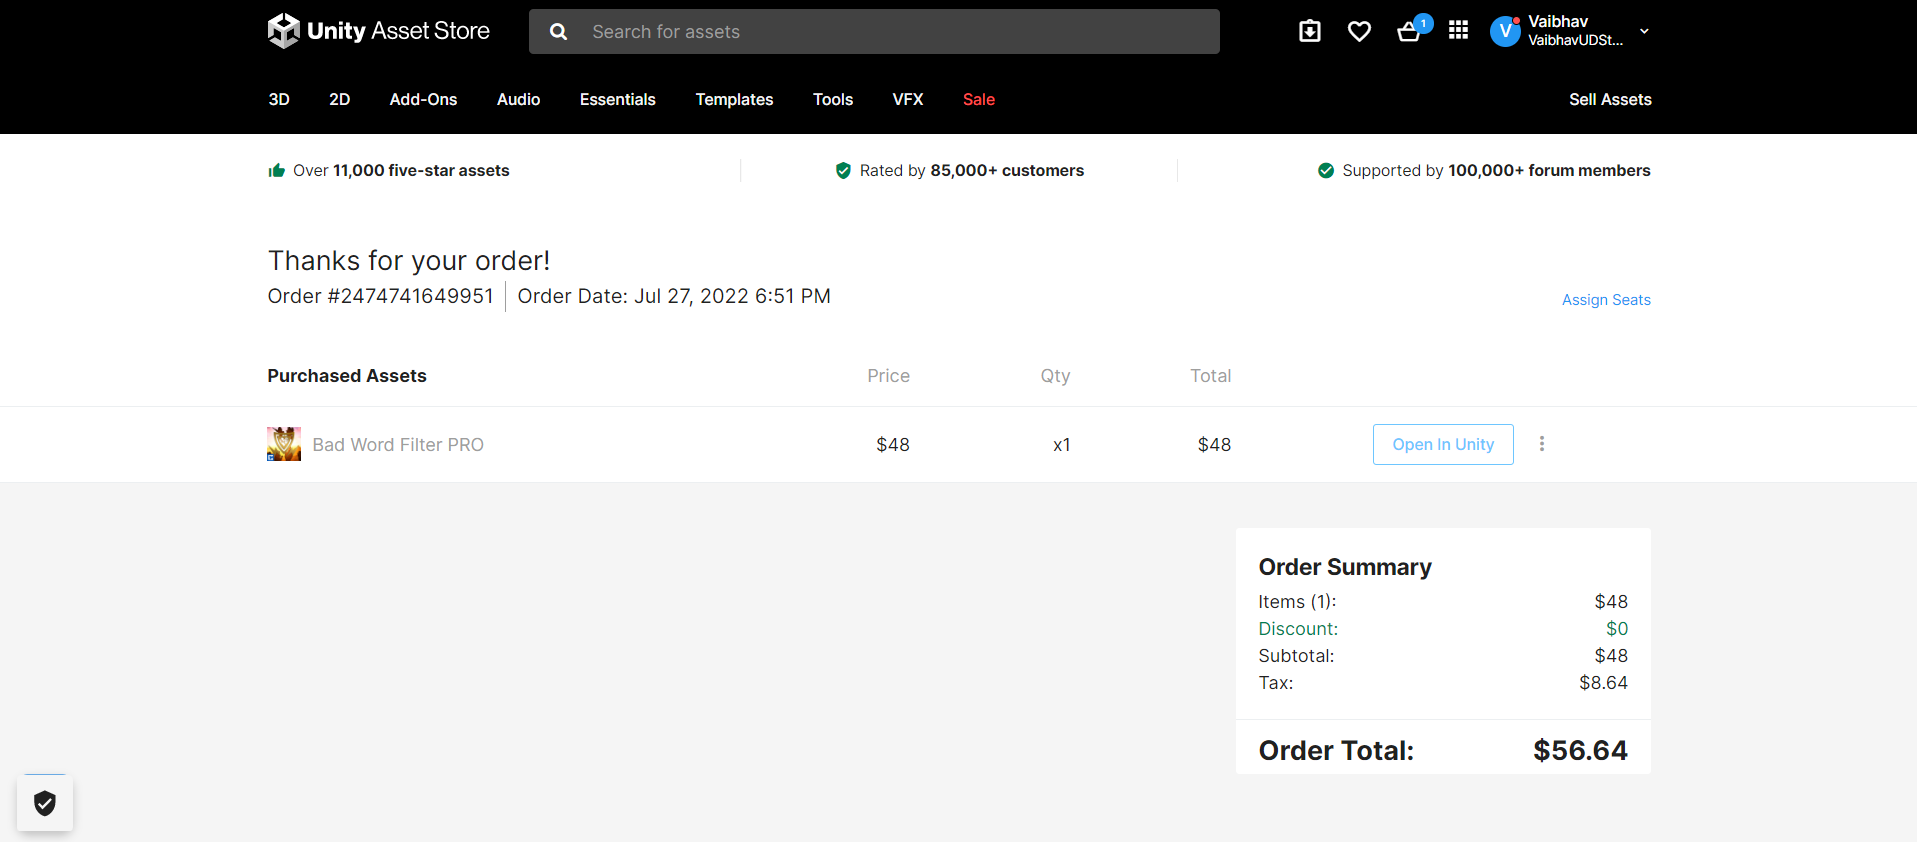 Unity Asset Store
Search for assets
1
V
Vaibhav
VaibhavUDSt...
3D 2D Add-Ons Audio Essentials Templates Tools VFX Sale Sell Assets
Over 11,000 five-star assets Rated by 85,000+ customers Supported by 100,000+ forum members
Thanks for your order!
Order #2474741649951 Order Date: Jul 27, 2022 6:51 PM
Assign Seats
Purchased Assets Price Qty Total
Bad Word Filter PRO $48 x1 $48 Open In Unity
Order Summary
Items (1): $48
Discount: $0
Subtotal: $48
Tax: $8.64
Order Total: $56.64